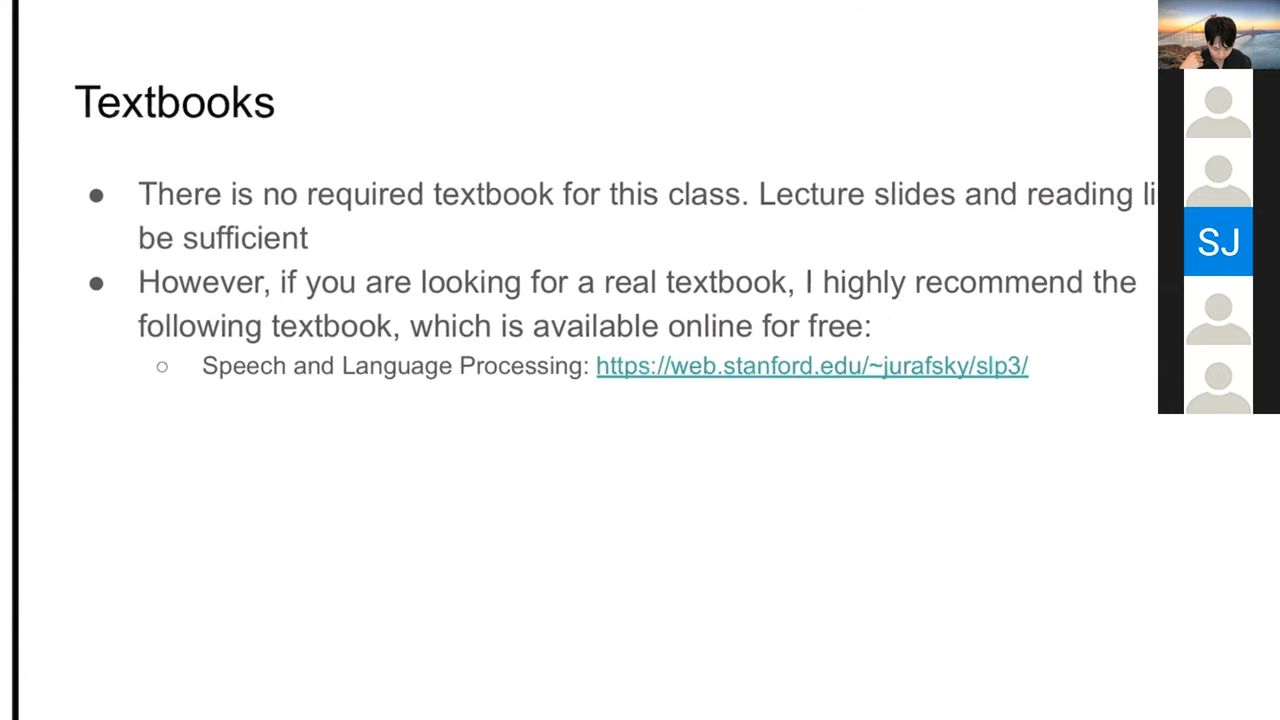 Textbooks
● There is no required textbook for this class. Lecture slides and reading li
be sufficient
● However, if you are looking for a real textbook, I highly recommend the
following textbook, which is available online for free:
○ Speech and Language Processing: https://web.stanford.edu/~jurafsky/slp3/
SJ